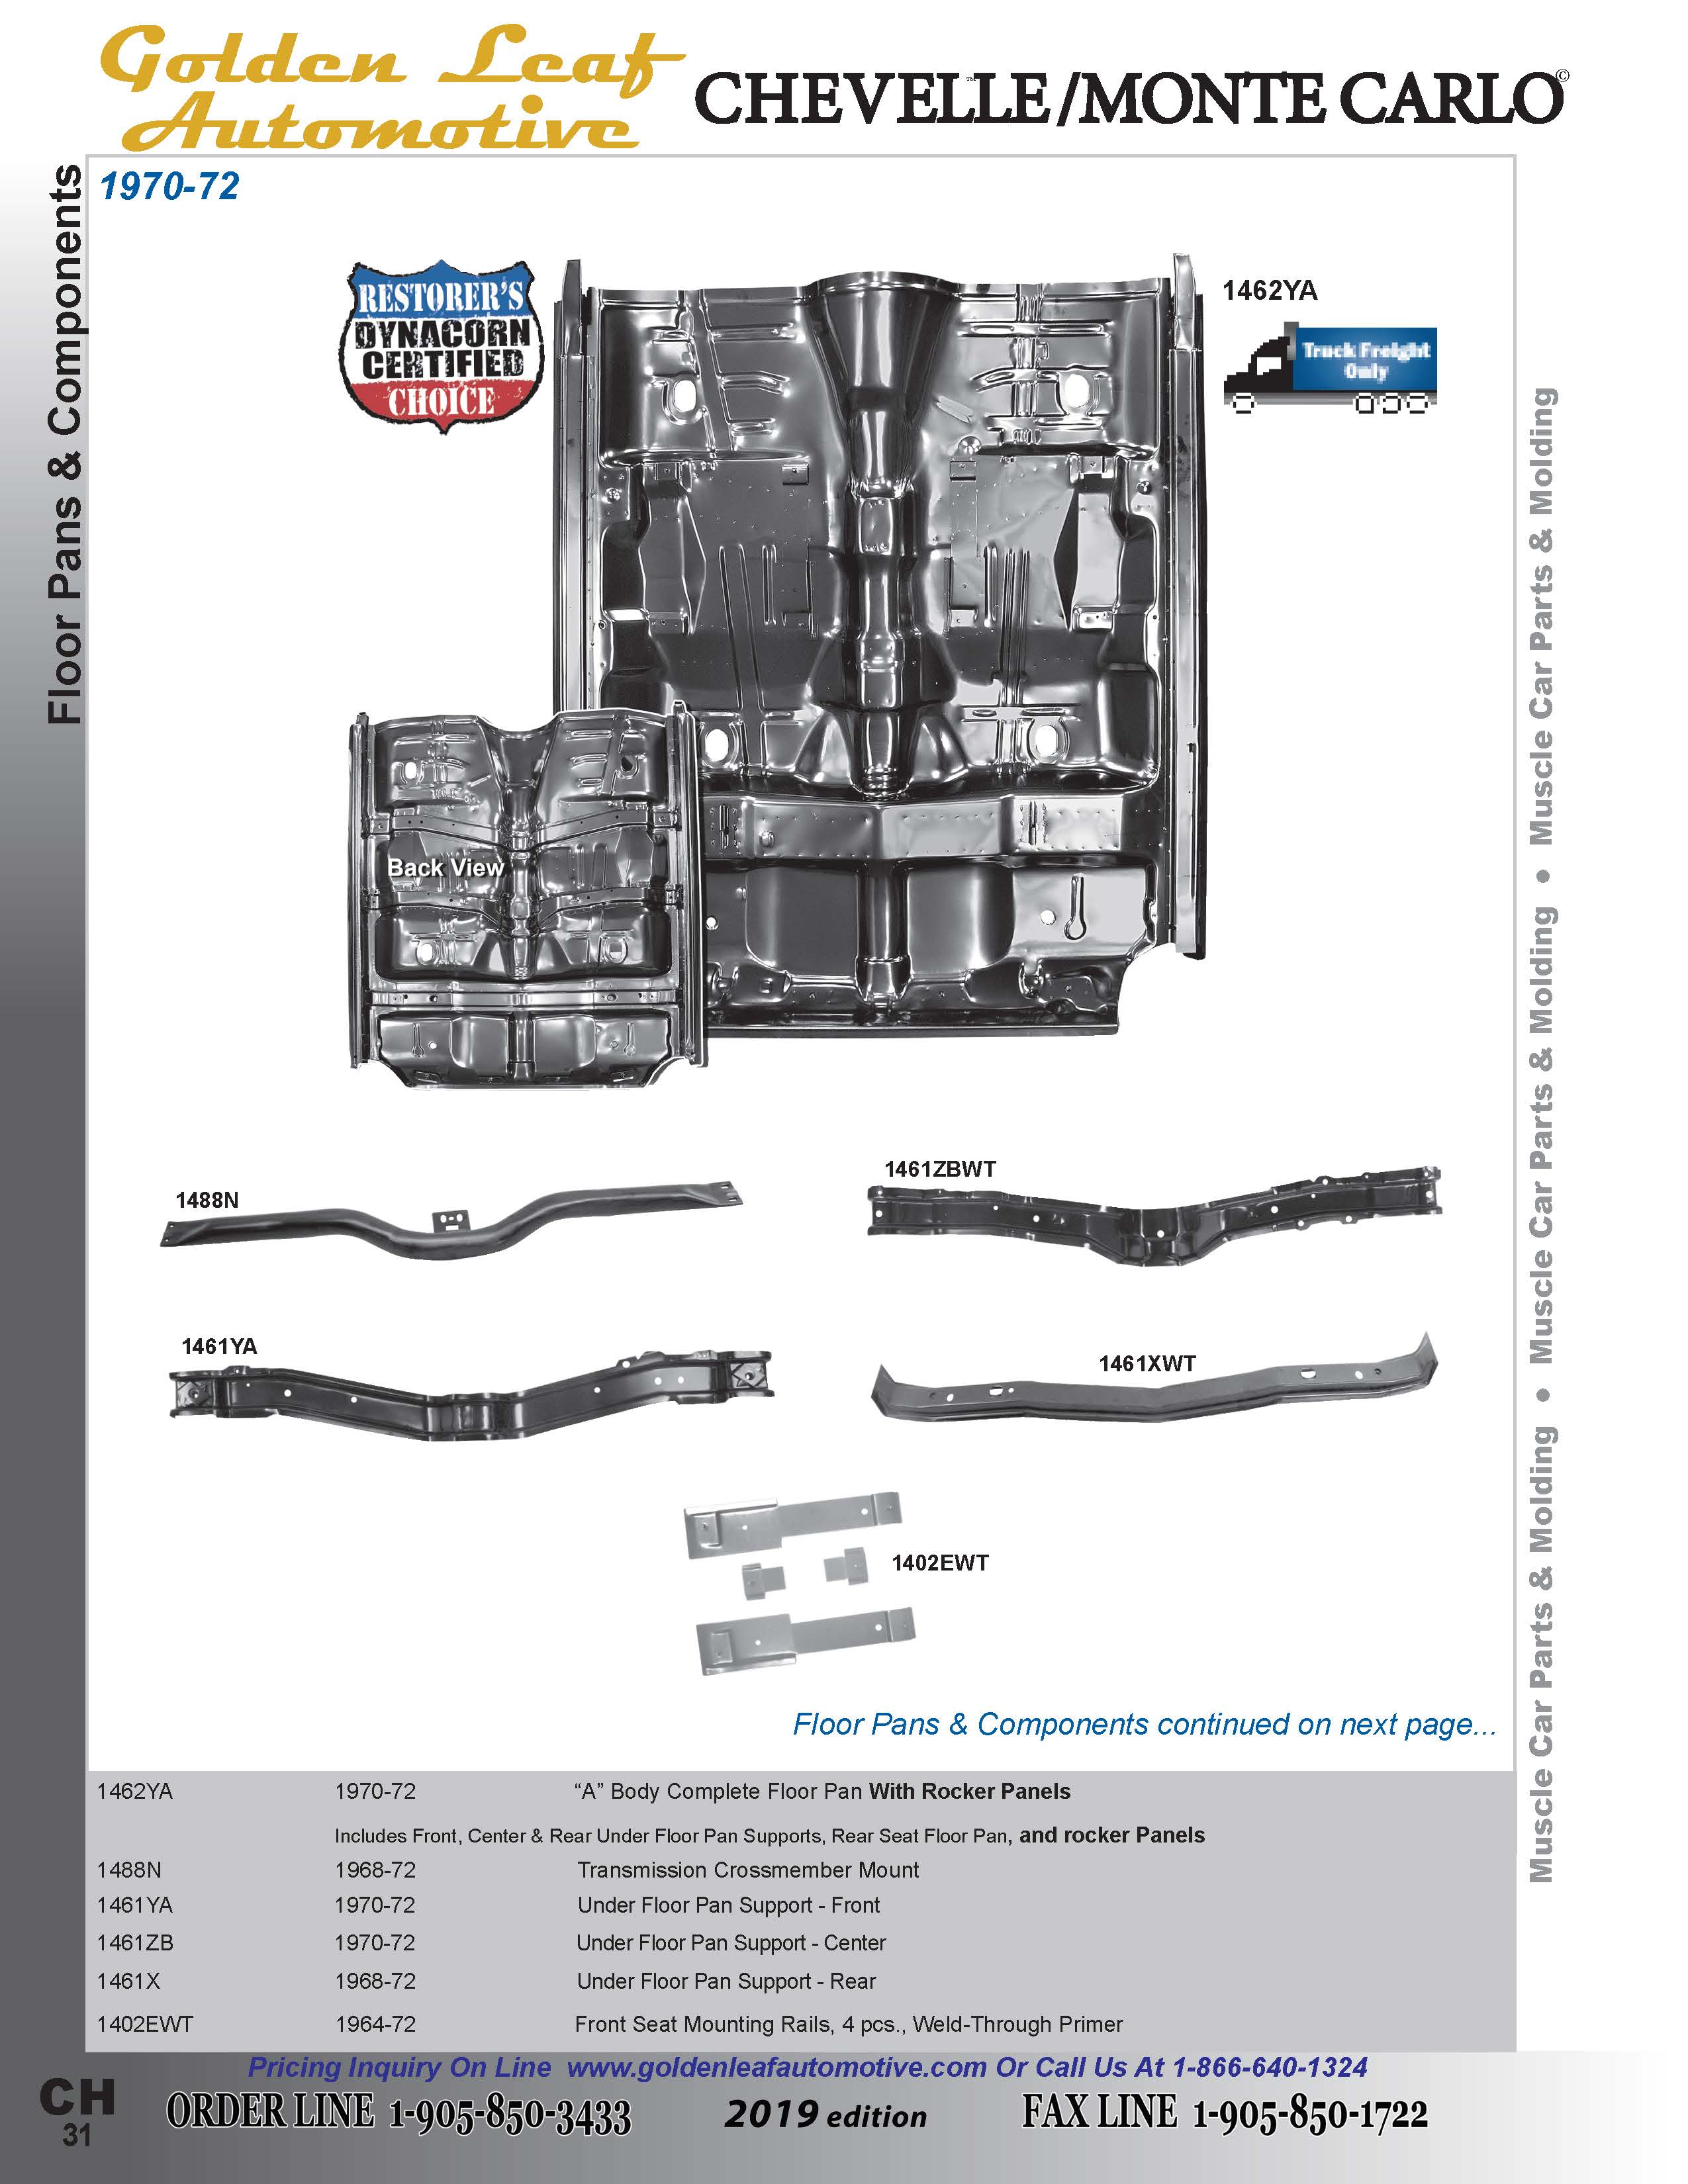 Golden Leaf
Automotive
CHEVELLE/MONTE CARLO©
™
Floor Pans & Components
1970-72
RESTORER'S
DYNACORN
CERTIFIED
CHOICE
1462YA
Truck Freight
Only
Back View
1488N
1461ZBWT
1461YA
1461XWT
1402EWT
Floor Pans & Components continued on next page...
Muscle Car Parts & Molding • Muscle Car Parts & Molding • Muscle Car Parts & Molding
1462YA 1970-72 “A” Body Complete Floor Pan With Rocker Panels
Includes Front, Center & Rear Under Floor Pan Supports, Rear Seat Floor Pan, and rocker Panels
1488N 1968-72 Transmission Crossmember Mount
1461YA 1970-72 Under Floor Pan Support - Front
1461ZB 1970-72 Under Floor Pan Support - Center
1461X 1968-72 Under Floor Pan Support - Rear
1402EWT 1964-72 Front Seat Mounting Rails, 4 pcs., Weld-Through Primer
Pricing Inquiry On Line www.goldenleafautomotive.com Or Call Us At 1-866-640-1324
CH
31
ORDER LINE 1-905-850-3433
2019 edition
FAX LINE 1-905-850-1722